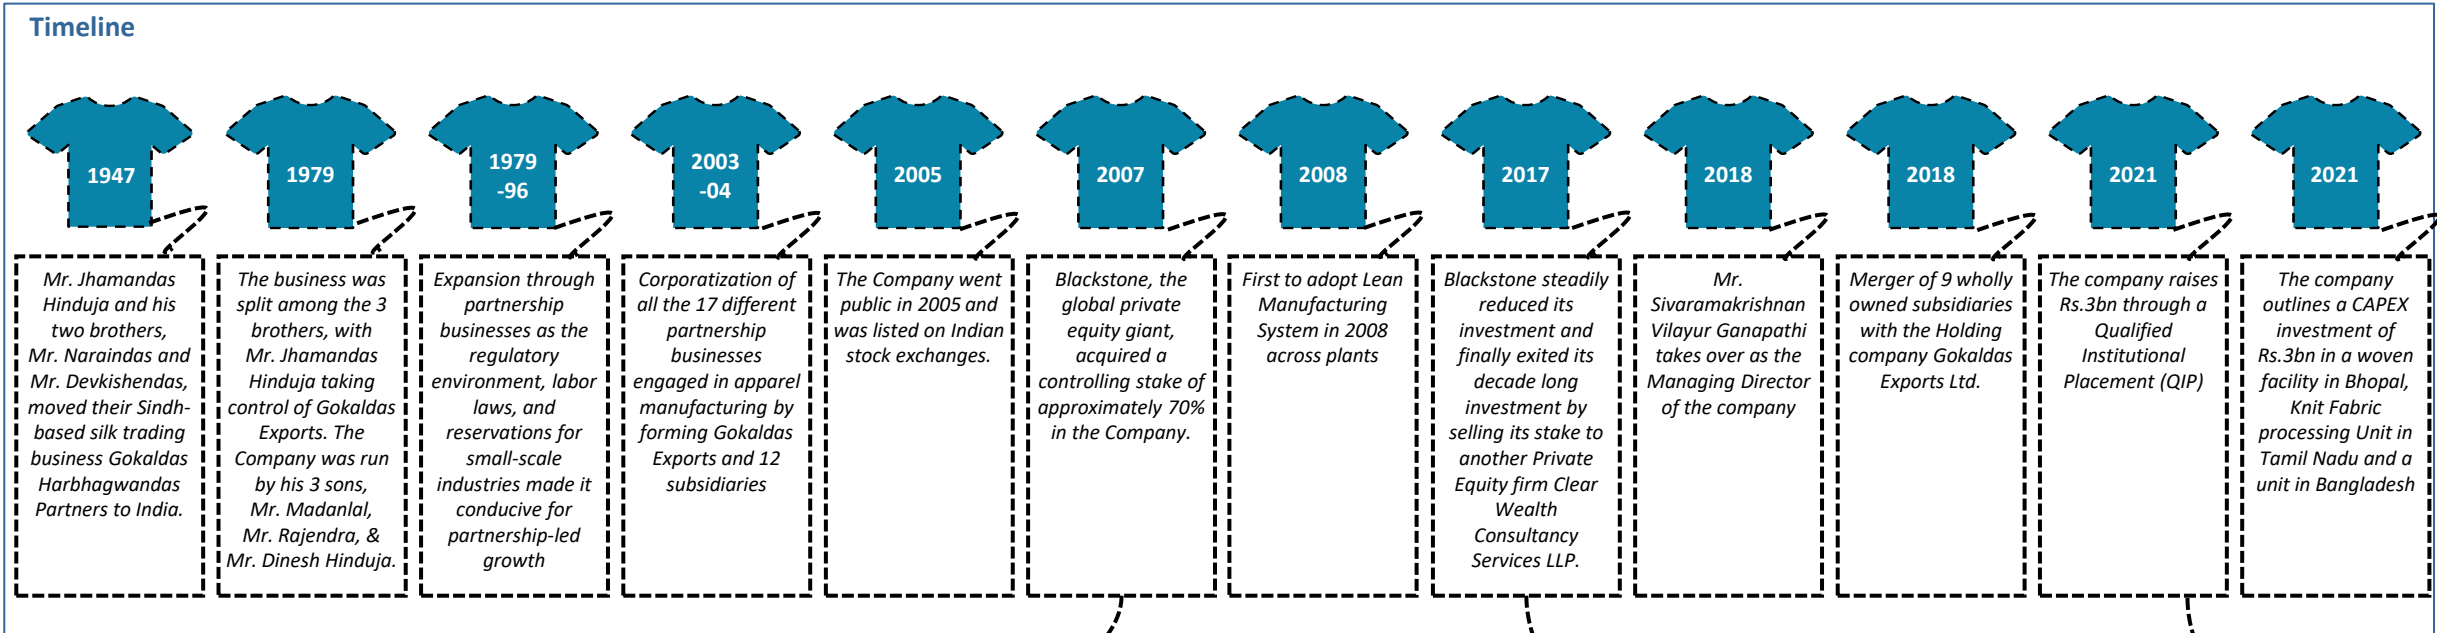 Timeline
1947
Mr. Jhamandas
Hinduja and his
two brothers,
Mr. Naraindas and
Mr. Devkishendas,
moved their Sindh-
based silk trading
business Gokaldas
Harbhagwandas
Partners to India.
1979
The business was
split among the 3
brothers, with
Mr. Jhamandas
Hinduja taking
control of Gokaldas
Exports. The
Company was run
by his 3 sons,
Mr. Madanlal,
Mr. Rajendra, &
Mr. Dinesh Hinduja.
1979
-96
Expansion through
partnership
businesses as the
regulatory
environment, labor
laws, and
reservations for
small-scale
industries made it
conducive for
partnership-led
growth
2003
-04
Corporatization of
all the 17 different
partnership
businesses
engaged in apparel
manufacturing by
forming Gokaldas
Exports and 12
subsidiaries
2005
The Company went
public in 2005 and
was listed on Indian
stock exchanges.
2007
Blackstone, the
global private
equity giant,
acquired a
controlling stake of
approximately 70%
in the Company.
2008
First to adopt Lean
Manufacturing
System in 2008
across plants
2017
Blackstone steadily
reduced its
investment and
finally exited its
decade long
investment by
selling its stake to
another Private
Equity firm Clear
Wealth
Consultancy
Services LLP.
2018
Mr.
Sivaramakrishnan
Vilayur Ganapathi
takes over as the
Managing Director
of the company
2018
Merger of 9 wholly
owned subsidiaries
with the Holding
company Gokaldas
Exports Ltd.
2021
The company raises
Rs.3bn through a
Qualified
Institutional
Placement (QIP)
2021
The company
outlines a CAPEX
investment of
Rs.3bn in a woven
facility in Bhopal,
Knit Fabric
processing Unit in
Tamil Nadu and a
unit in Bangladesh